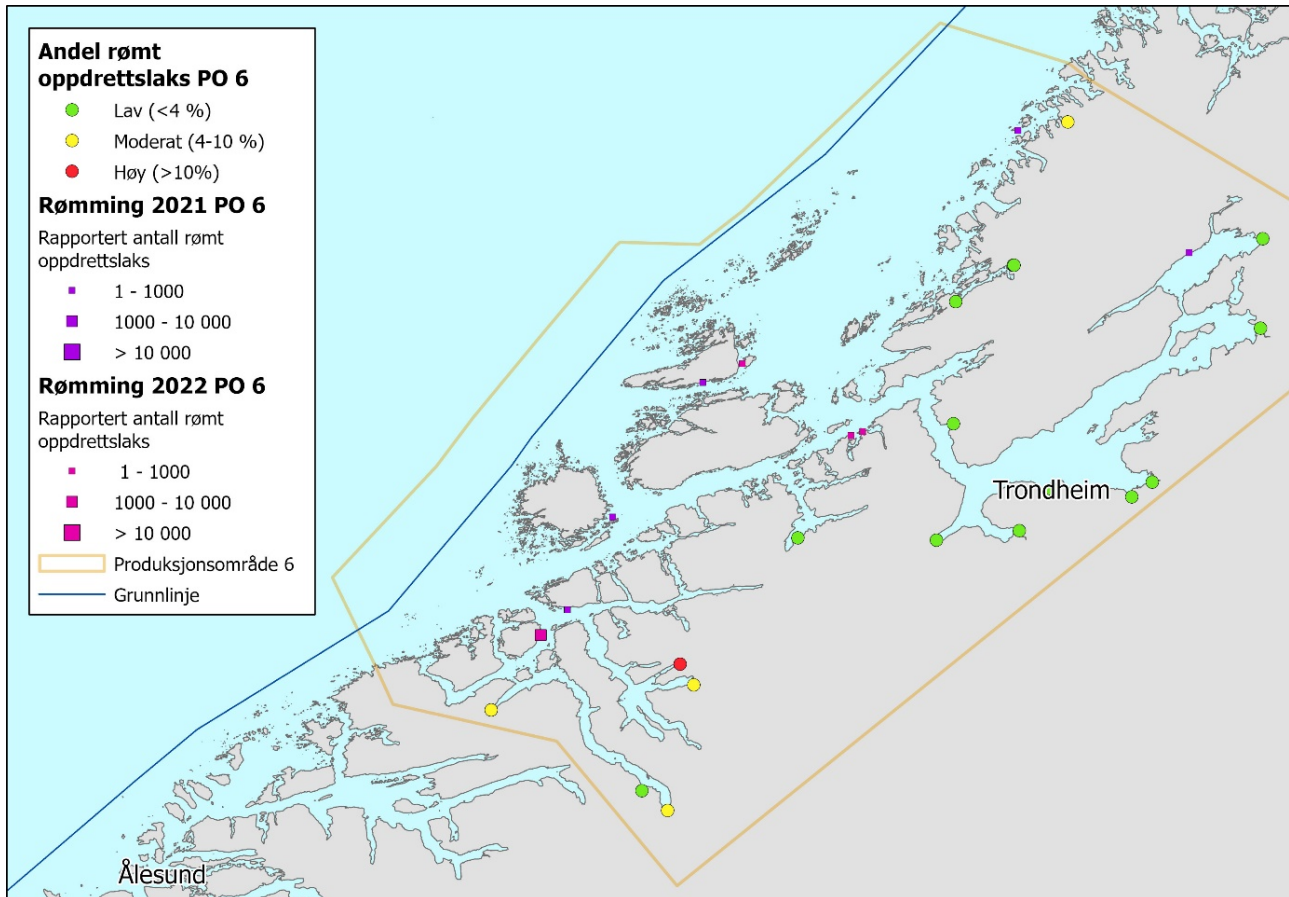 Andel rømt
oppdrettslaks PO 6
Lav (<4 %)
Moderat (4-10 %)
Høy (>10%)
Rømming 2021 PO 6
Rapportert antall rømt
oppdrettslaks
1 - 1000
1000 - 10 000
> 10 000
Rømming 2022 PO 6
Rapportert antall rømt
oppdrettslaks
1 - 1000
1000 - 10 000
> 10 000
Produksjonsområde 6
Grunnlinje
Trondheim
Ålesund